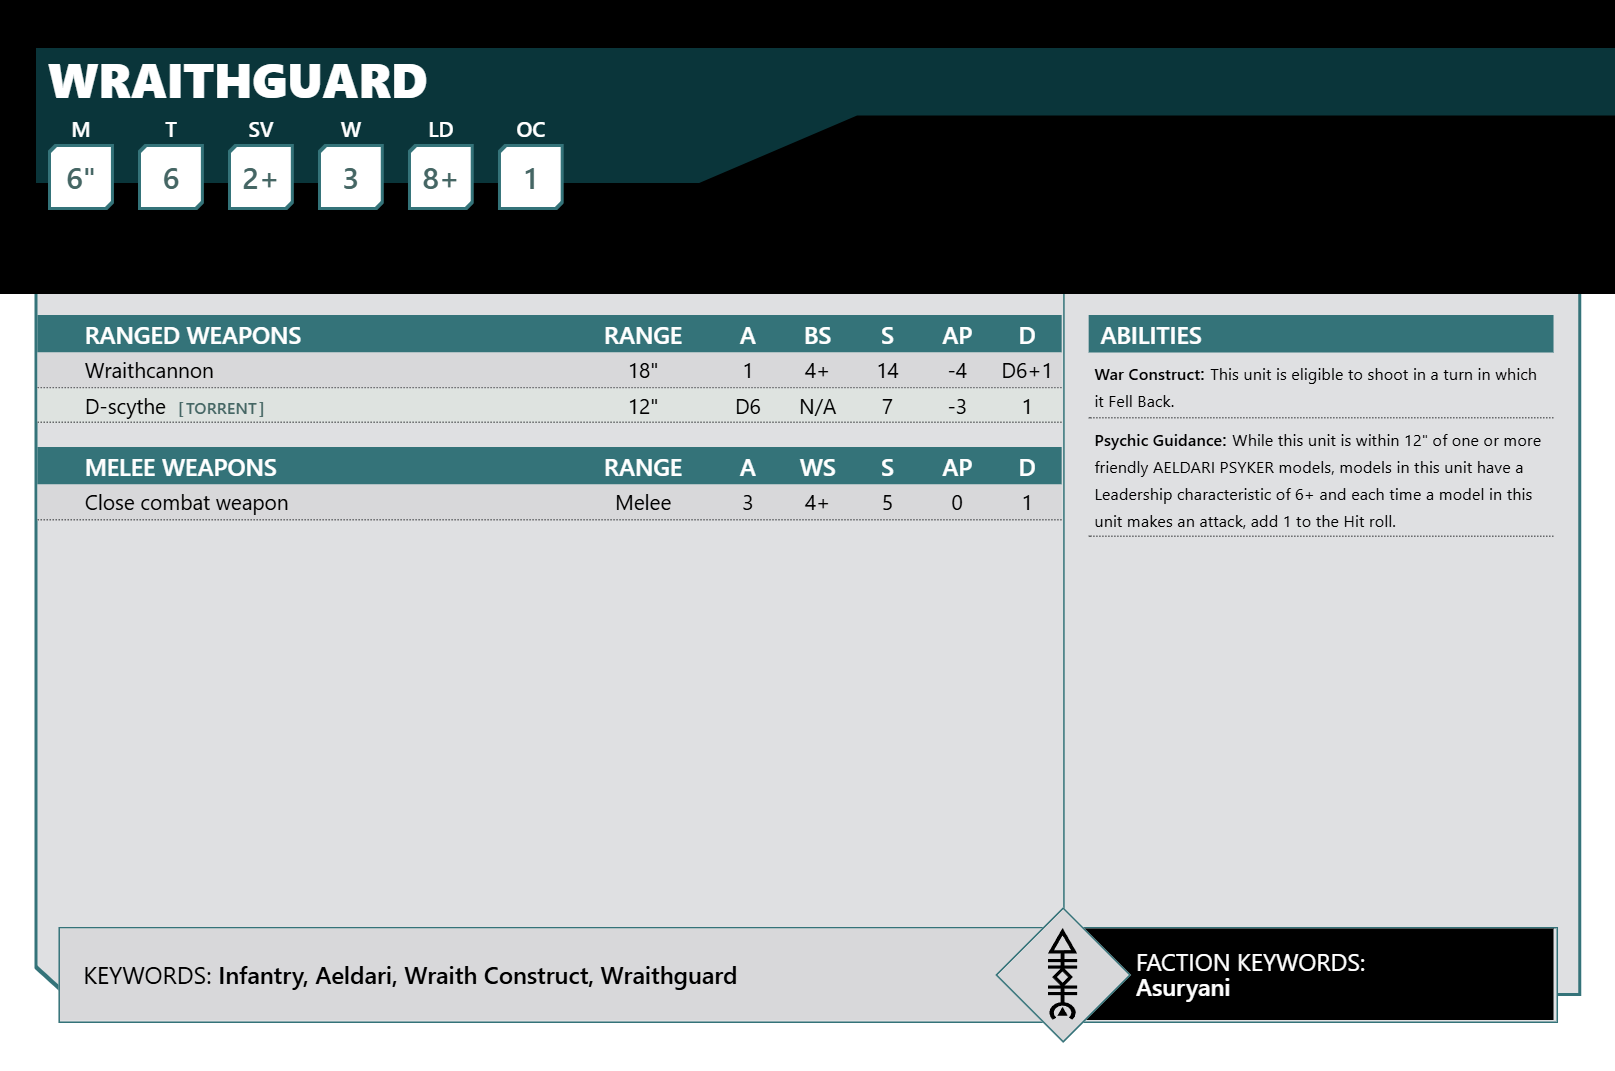 WRAITHGUARD
M T SV W LD OC
6" 6 2+ 3 8+ 1
RANGED WEAPONS RANGE A BS S AP D
Wraithcannon 18" 1 4+ 14 -4 D6+1
D-scythe [TORRENT] 12" D6 N/A 7 -3 1
MELEE WEAPONS RANGE A WS S AP D
Close combat weapon Melee 3 4+ 5 0 1
ABILITIES
War Construct: This unit is eligible to shoot in a turn in which
it Fell Back.
Psychic Guidance: While this unit is within 12" of one or more
friendly AELDARI PSYKER models, models in this unit have a
Leadership characteristic of 6+ and each time a model in this
unit makes an attack, add 1 to the Hit roll.
KEYWORDS: Infantry, Aeldari, Wraith Construct, Wraithguard
FACTION KEYWORDS:
Asuryani